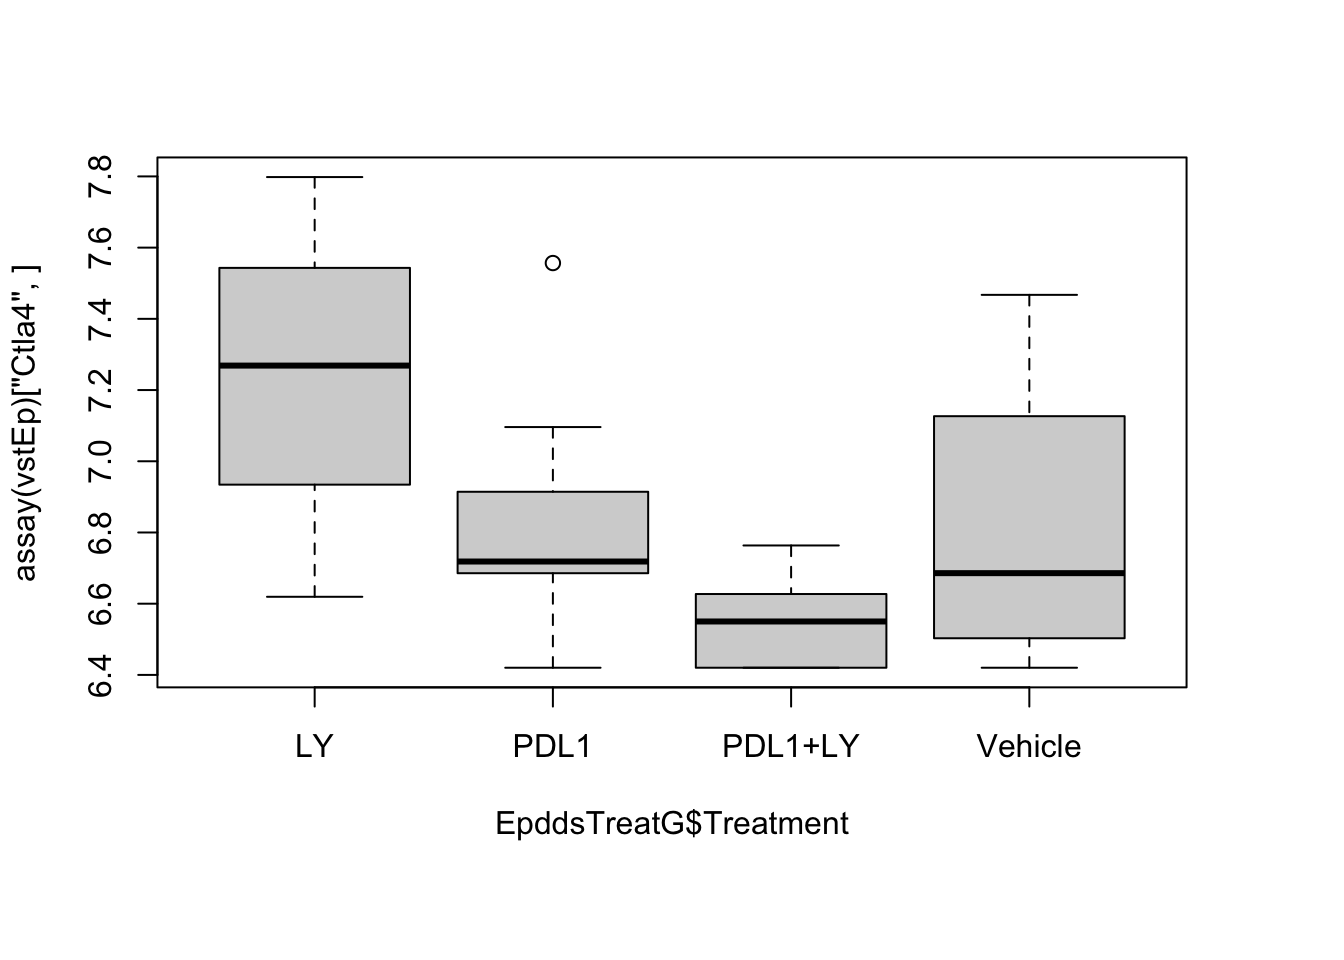 assay(vstEp)["Ctla4", ]
7.8
7.6
7.4
7.2
7.0
6.8
6.6
6.4
LY PDL1 PDL1+LY Vehicle
EpddsTreatG$Treatment